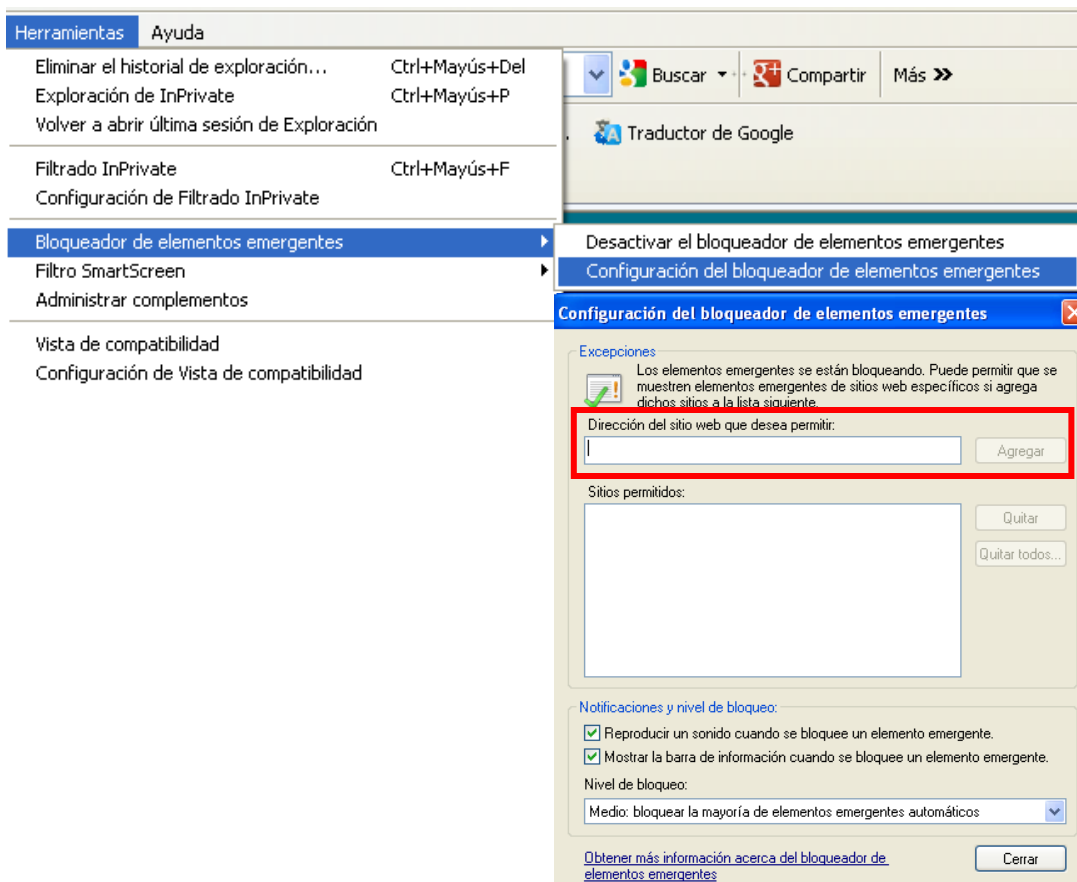 Herramientas Ayuda
Eliminar el historial de exploración... Ctrl+Mayús+Del
Exploración de InPrivate Ctrl+Mayús+P
Volver a abrir última sesión de Exploración
Filtrado InPrivate Ctrl+Mayús+F
Configuración de Filtrado InPrivate
Bloqueador de elementos emergentes
Filtro SmartScreen
Administrar complementos
Vista de compatibilidad
Configuración de Vista de compatibilidad
Buscar Compartir Más
Traductor de Google
Desactivar el bloqueador de elementos emergentes
Configuración del bloqueador de elementos emergentes
Configuración del bloqueador de elementos emergentes
Excepciones
Los elementos emergentes se están bloqueando. Puede permitir que se
muestren elementos emergentes de sitios web específicos si agrega
dichos sitios a la lista siguiente.
Dirección del sitio web que desea permitir:
Agregar
Sitios permitidos:
Quitar
Quitar todos...
Notificaciones y nivel de bloqueo:
Reproducir un sonido cuando se bloquee un elemento emergente.
Mostrar la barra de información cuando se bloquee un elemento emergente.
Nivel de bloqueo:
Medio: bloquear la mayoría de elementos emergentes automáticos
Obtener más información acerca del bloqueador de
elementos emergentes
Cerrar